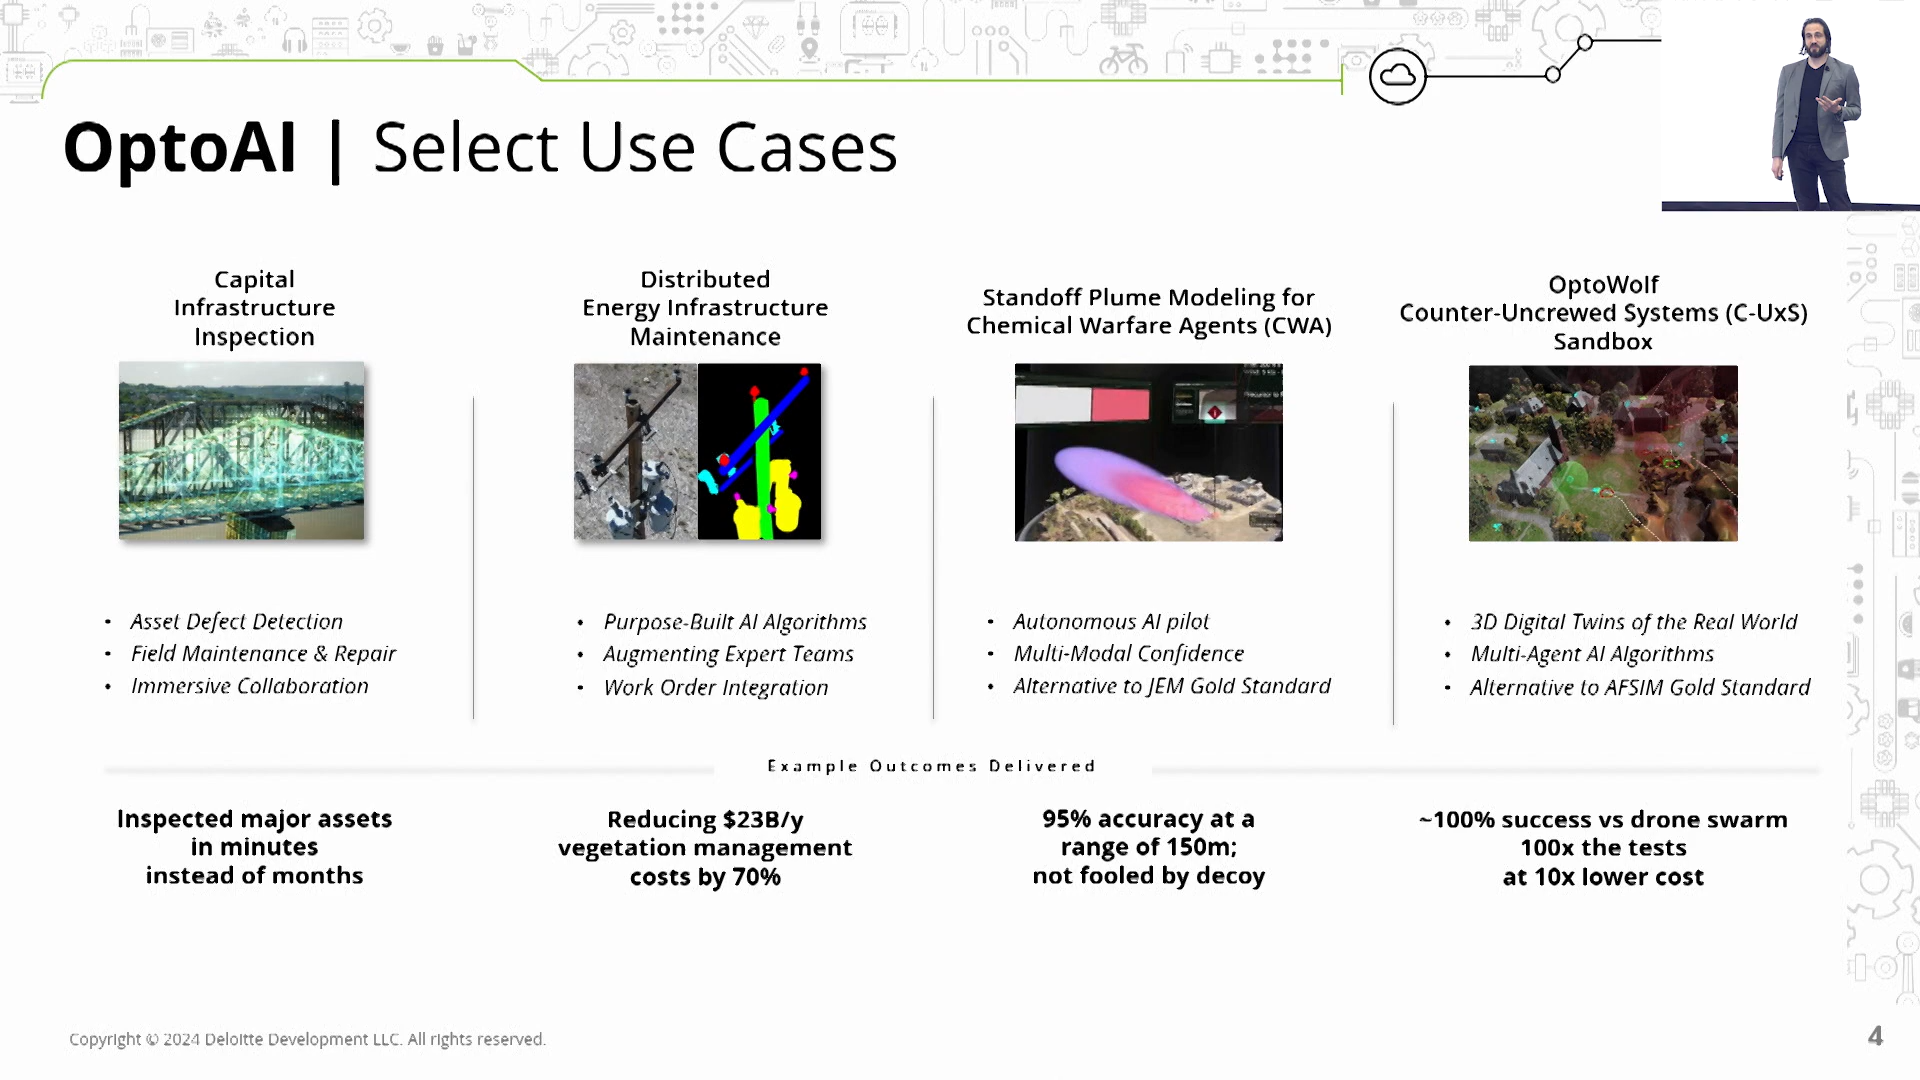 OptoAI | Select Use Cases
Capital
Infrastructure
Inspection
Distributed
Energy Infrastructure
Maintenance
Standoff Plume Modeling for
Chemical Warfare Agents (CWA)
OptoWolf
Counter-Uncrewed Systems (C-UxS)
Sandbox
• Asset Defect Detection
• Field Maintenance & Repair
• Immersive Collaboration
• Purpose-Built AI Algorithms
• Augmenting Expert Teams
• Work Order Integration
• Autonomous AI pilot
• Multi-Modal Confidence
• Alternative to JEM Gold Standard
• 3D Digital Twins of the Real World
• Multi-Agent AI Algorithms
• Alternative to AFSIM Gold Standard
Example Outcomes Delivered
Inspected major assets
in minutes
instead of months
Reducing $23B/y
vegetation management
costs by 70%
95% accuracy at a
range of 150m;
not fooled by decoy
~100% success vs drone swarm
100x the tests
at 10x lower cost
Copyright © 2024 Deloitte Development LLC. All rights reserved.
4